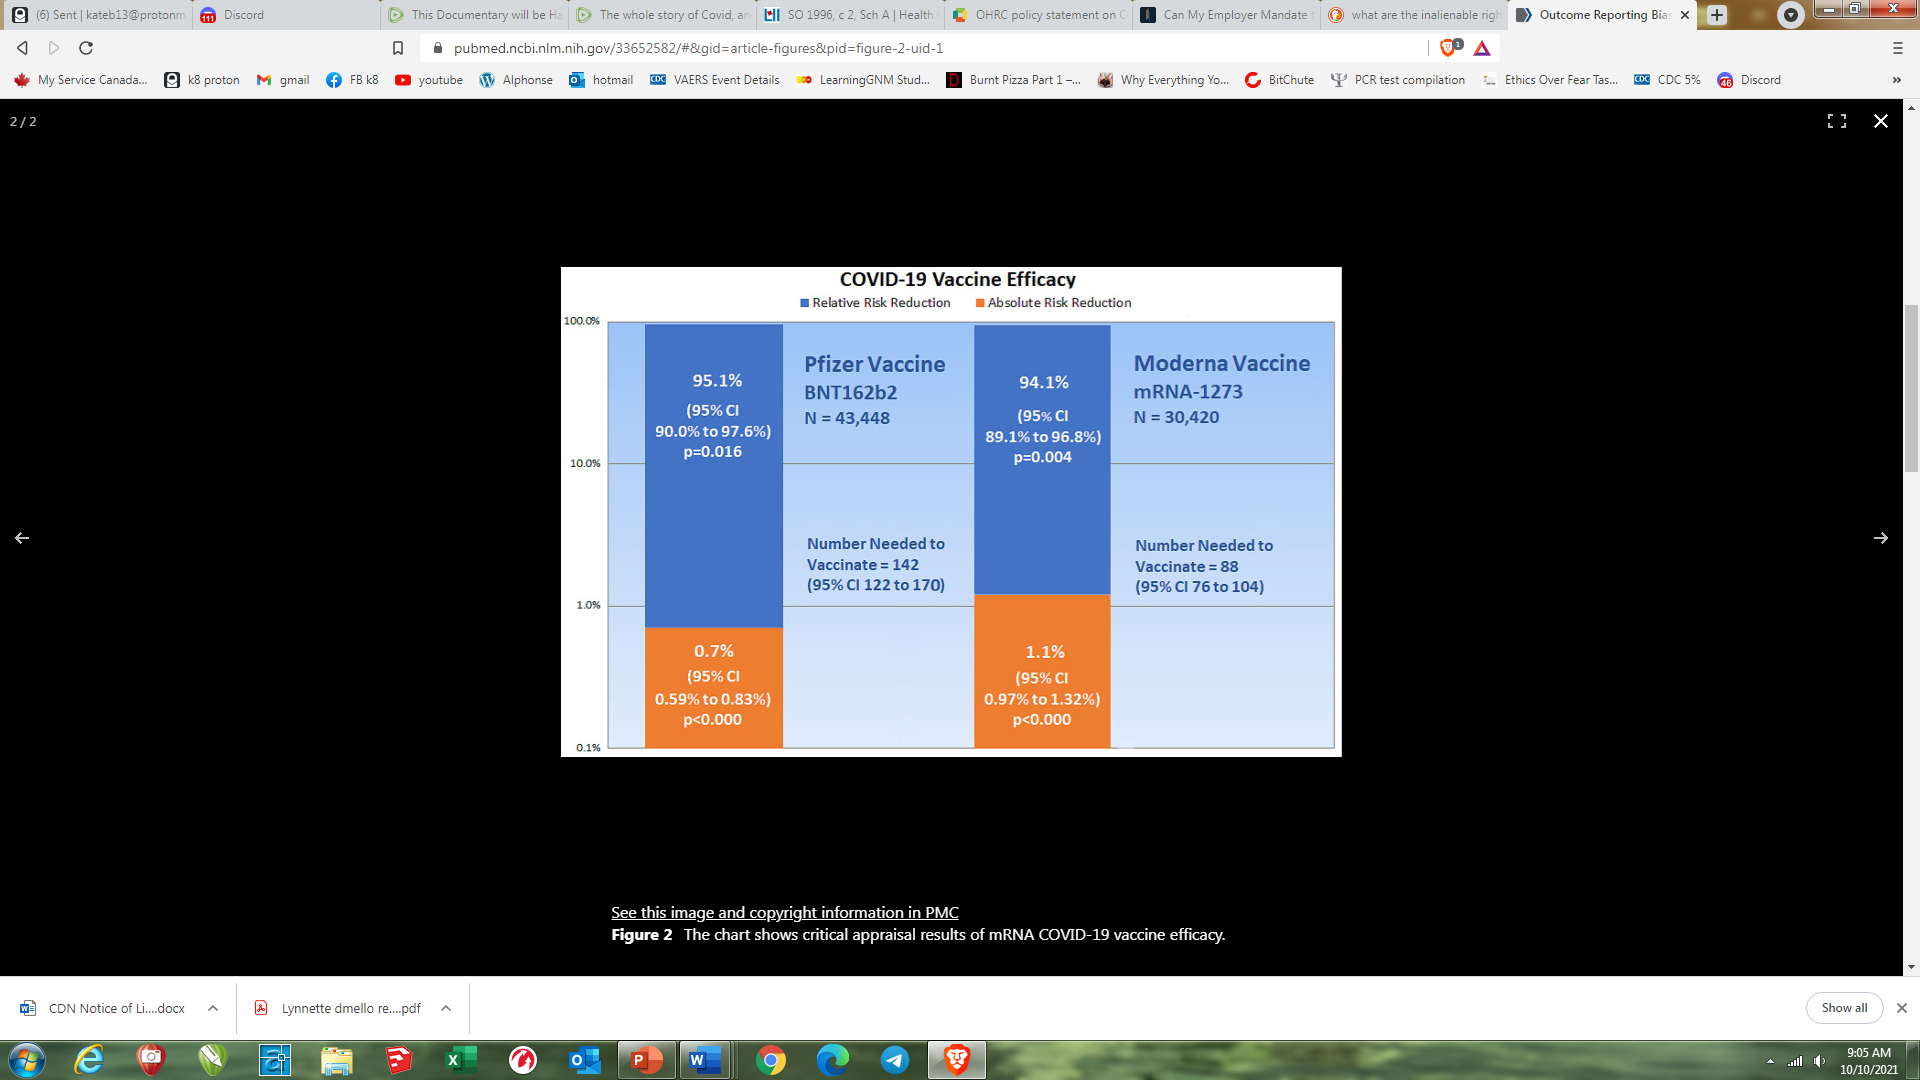 (6) Sent | kateb13@protonm
Discord
This Documentary will be Ha
The whole story of Covid, an
SO 1996, c 2, Sch A | Health
OHRC policy statement on C
Can My Employer Mandate
what are the inalienable righ
Outcome Reporting Bias
pubmed.ncbi.nlm.nih.gov/33652582/#&gid=article-figures&pid=figure-2-uid-1
My Service Canada...
k8 proton
gmail
FB k8
youtube
Alphonse
hotmail
VAERS Event Details
LearningGNM Stud...
Burnt Pizza Part 1 –...
Why Everything Yo...
BitChute
PCR test compilation
Ethics Over Fear Tas...
CDC 5%
Discord
2 / 2
COVID-19 Vaccine Efficacy
Relative Risk Reduction Absolute Risk Reduction
100.0%
10.0%
1.0%
0.1%
95.1%
(95% CI
90.0% to 97.6%)
p=0.016
Pfizer Vaccine
BNT162b2
N = 43,448
Number Needed to
Vaccinate = 142
(95% CI 122 to 170)
0.7%
(95% CI
0.59% to 0.83%)
p<0.000
94.1%
(95% CI
89.1% to 96.8%)
p=0.004
Moderna Vaccine
mRNA-1273
N = 30,420
Number Needed to
Vaccinate = 88
(95% CI 76 to 104)
1.1%
(95% CI
0.97% to 1.32%)
p<0.000
See this image and copyright information in PMC
Figure 2 The chart shows critical appraisal results of mRNA COVID-19 vaccine efficacy.
CDN Notice of Li....docx
Lynnette dmello re....pdf
Show all
9:05 AM
10/10/2021